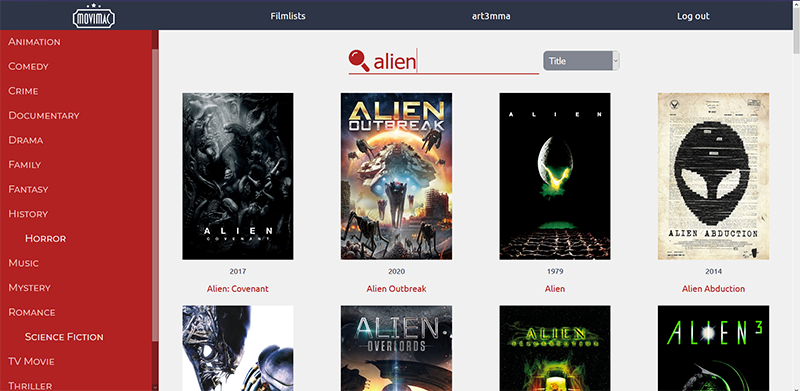 MOVIMAC
Filmlists
art3mma
Log out
Animation
Comedy
Crime
Documentary
Drama
Family
Fantasy
History
Horror
Music
Mystery
Romance
Science Fiction
TV Movie
Thriller
alien
Title
ALIEN
COVENANT
2017
Alien: Covenant
ALIEN
OUTBREAK
2020
Alien Outbreak
ALIEN
1979
Alien
ALIEN ABDUCTION
2014
Alien Abduction
ALIEN
OVERLORDS
ALIEN
RESURRECTION
ALIEN 3